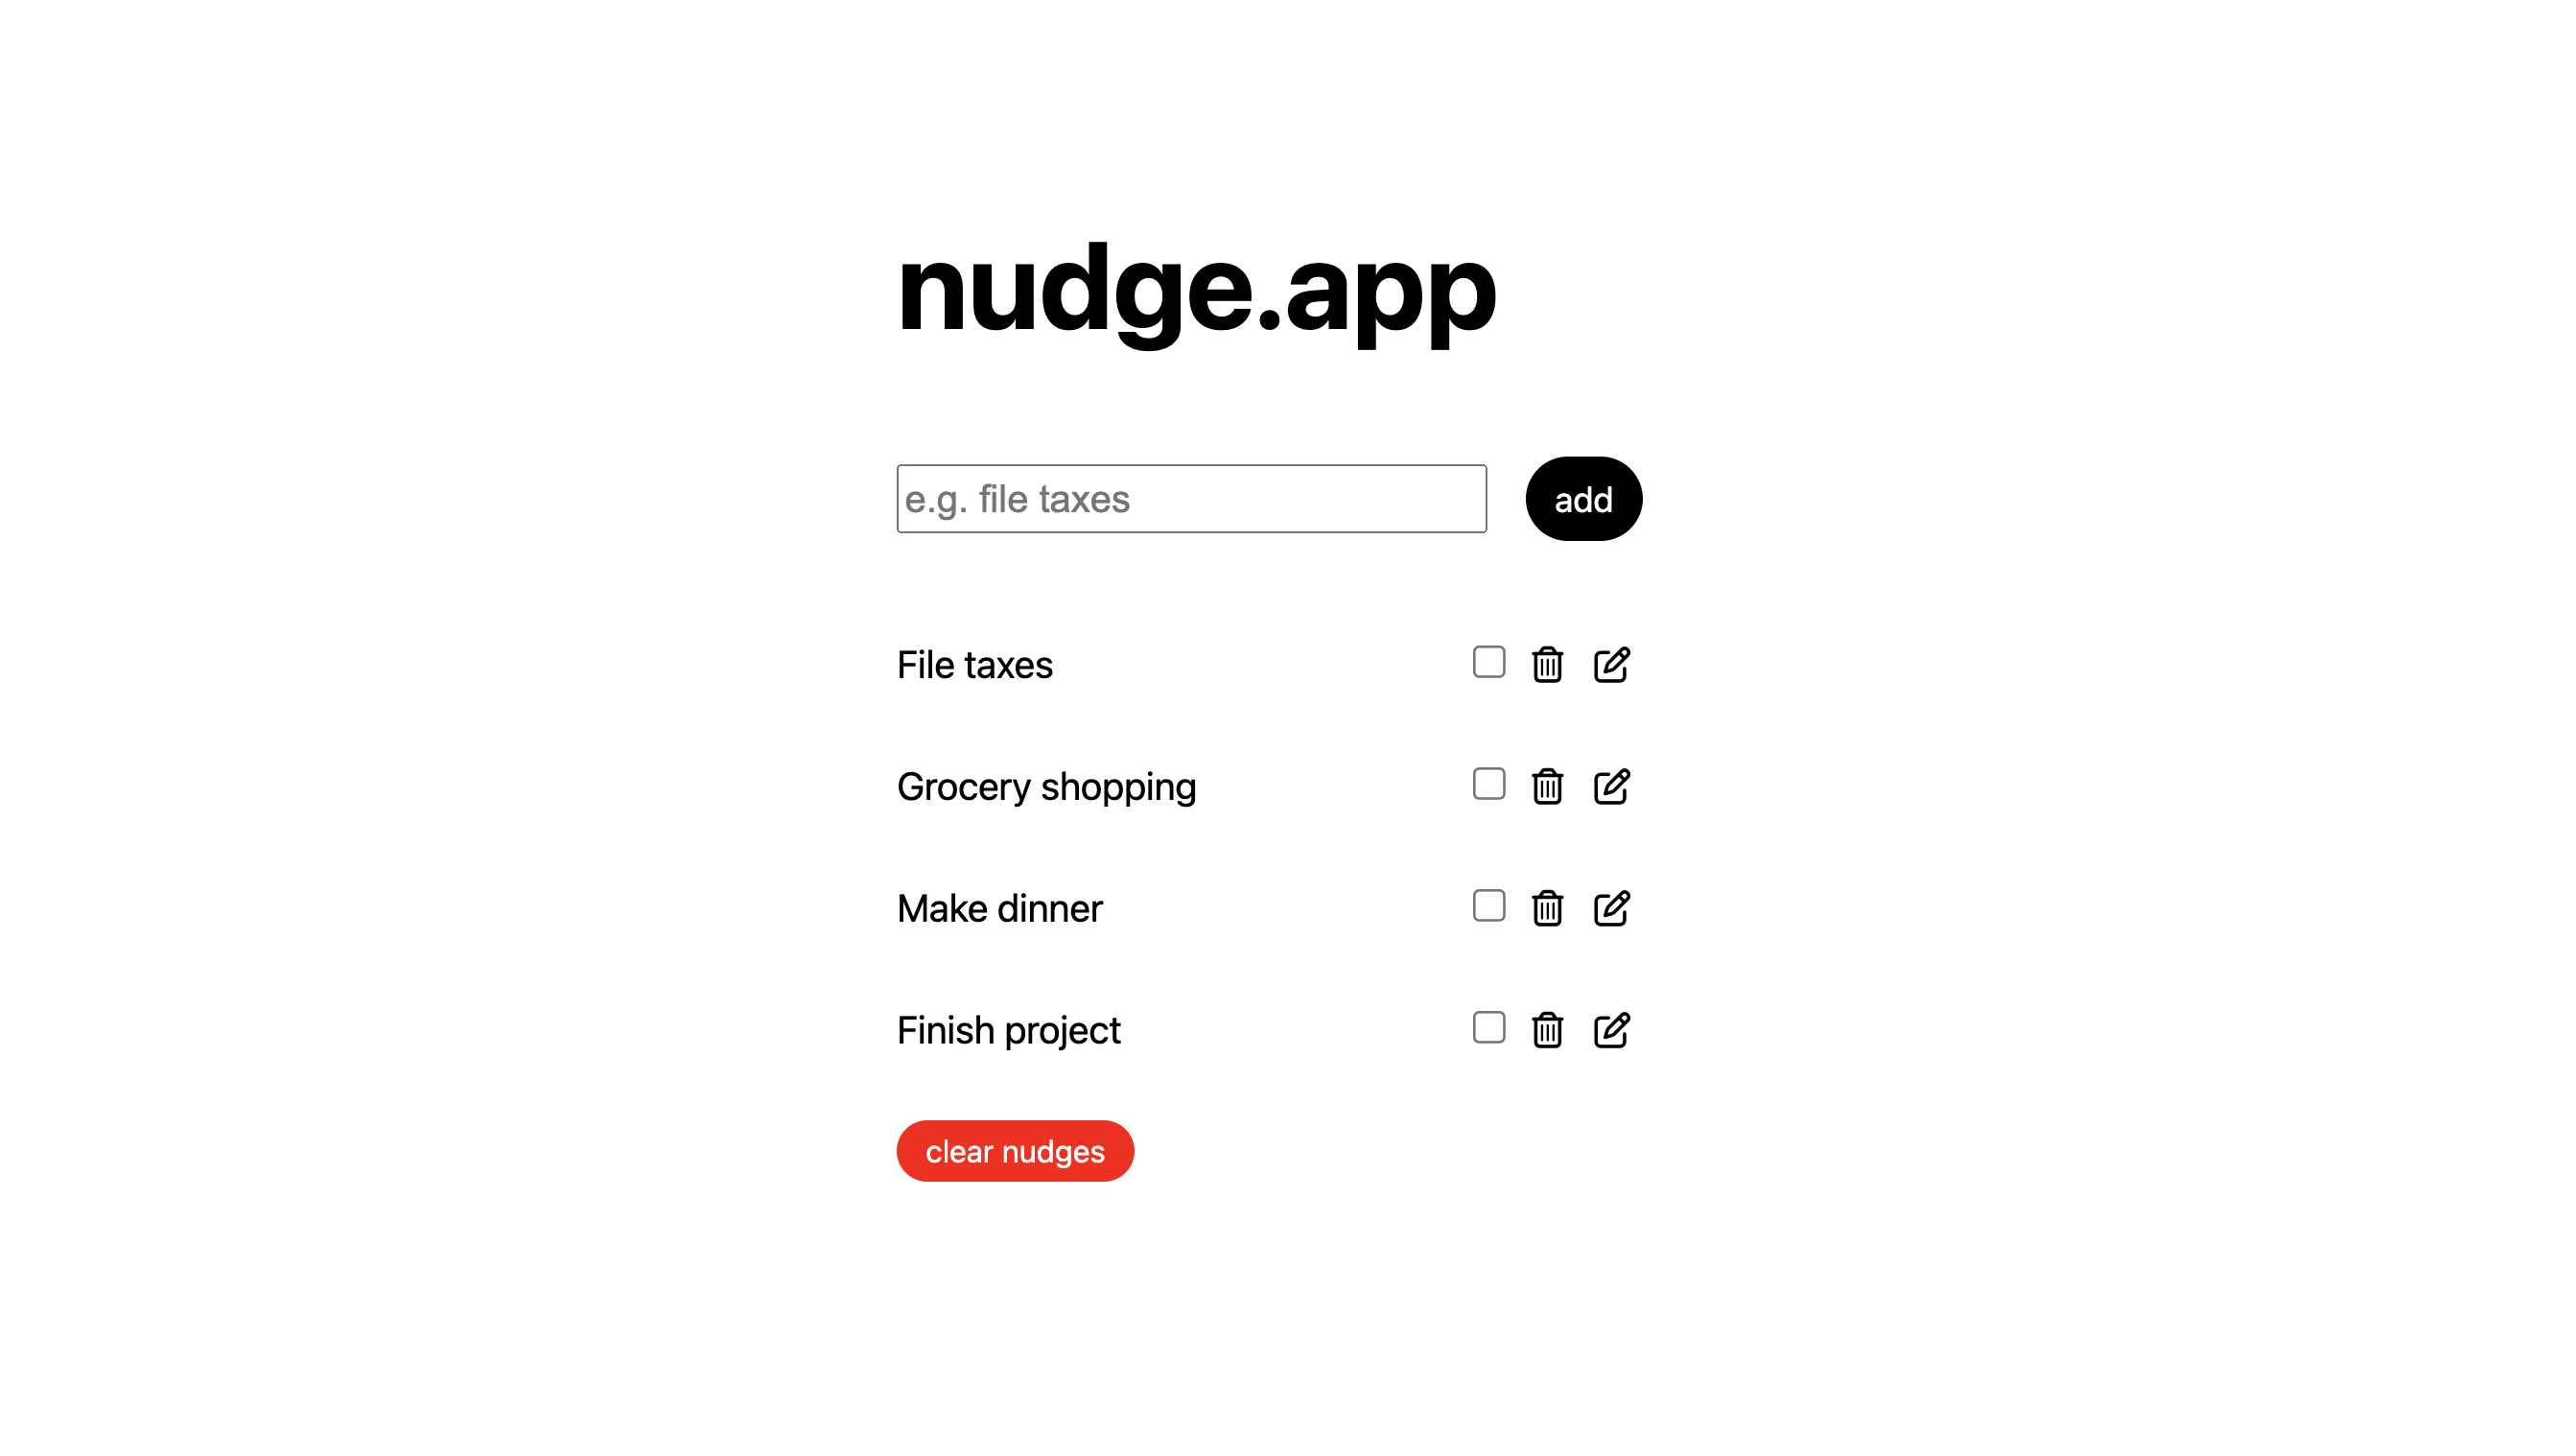 nudge.app
e.g. file taxes
add
File taxes
Grocery shopping
Make dinner
Finish project
clear nudges